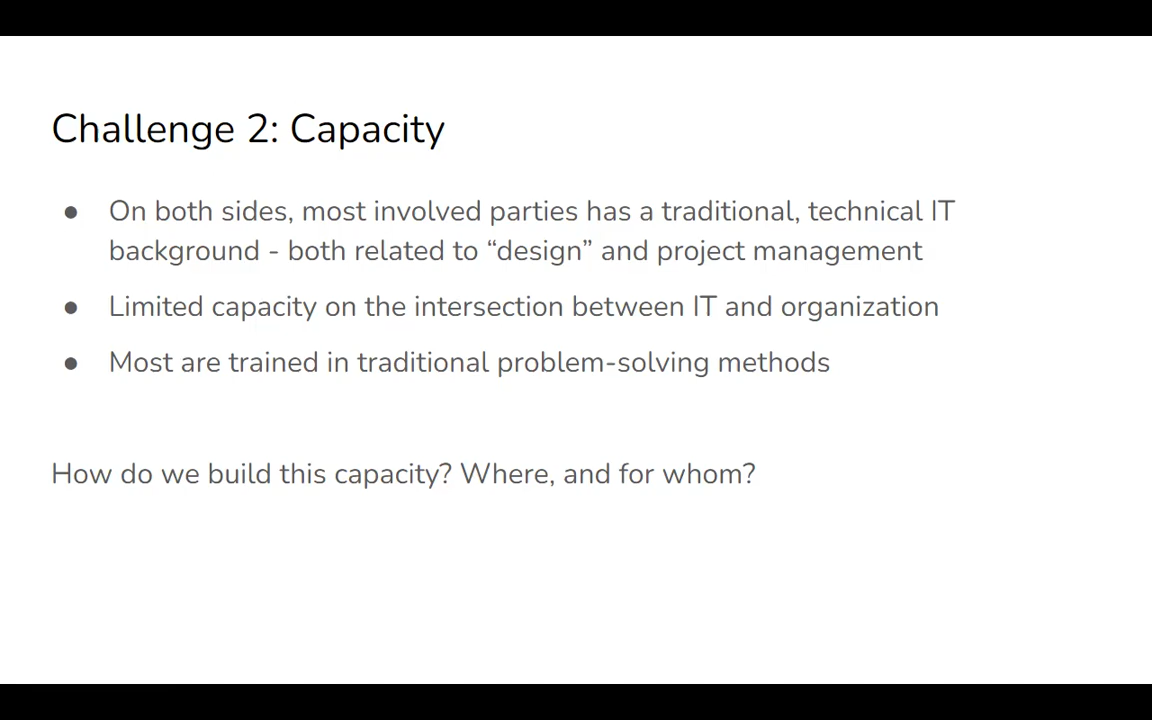 Challenge 2: Capacity
● On both sides, most involved parties has a traditional, technical IT
background - both related to “design” and project management
● Limited capacity on the intersection between IT and organization
● Most are trained in traditional problem-solving methods
How do we build this capacity? Where, and for whom?